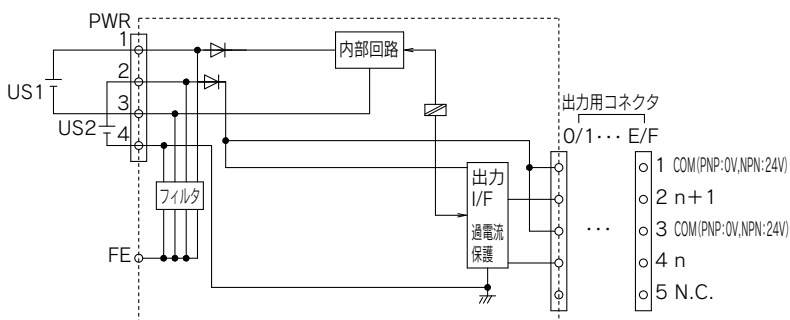 PWR
1
2
3
4
US1
US2
FE
フィルタ
内部回路
出力
I/F
過電流
保護
出力用コネクタ
0/1··· E/F
···
1 COM(PNP:0V,NPN:24V)
2 n+1
3 COM(PNP:0V,NPN:24V)
4 n
5 N.C.